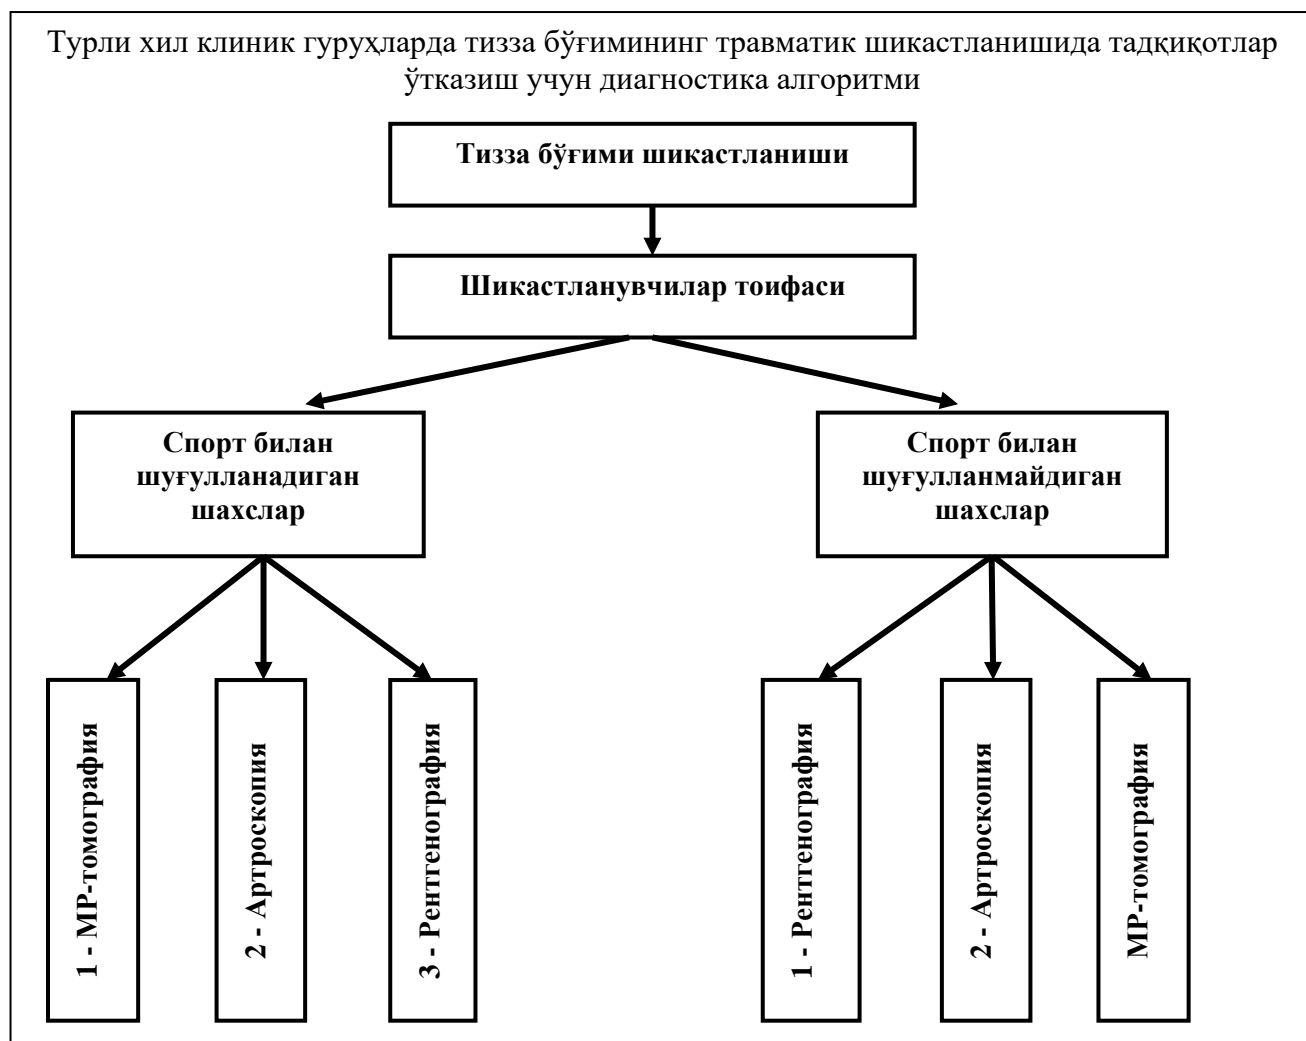 Турли хил клиник гуруҳларда тизза бўғимининг травматик шикастланишида тадқиқотлар
ўтказиш учун диагностика алгоритми
Тизза бўғими шикастланиши
Шикастланувчилар тоифаси
Спорт билан
шуғулланадиган
шахслар
Спорт билан
шуғулланмайдиган
шахслар
1 - МР-томография
2 - Артроскопия
3 - Рентгенография
1 - Рентгенография
2 - Артроскопия
МР-томография